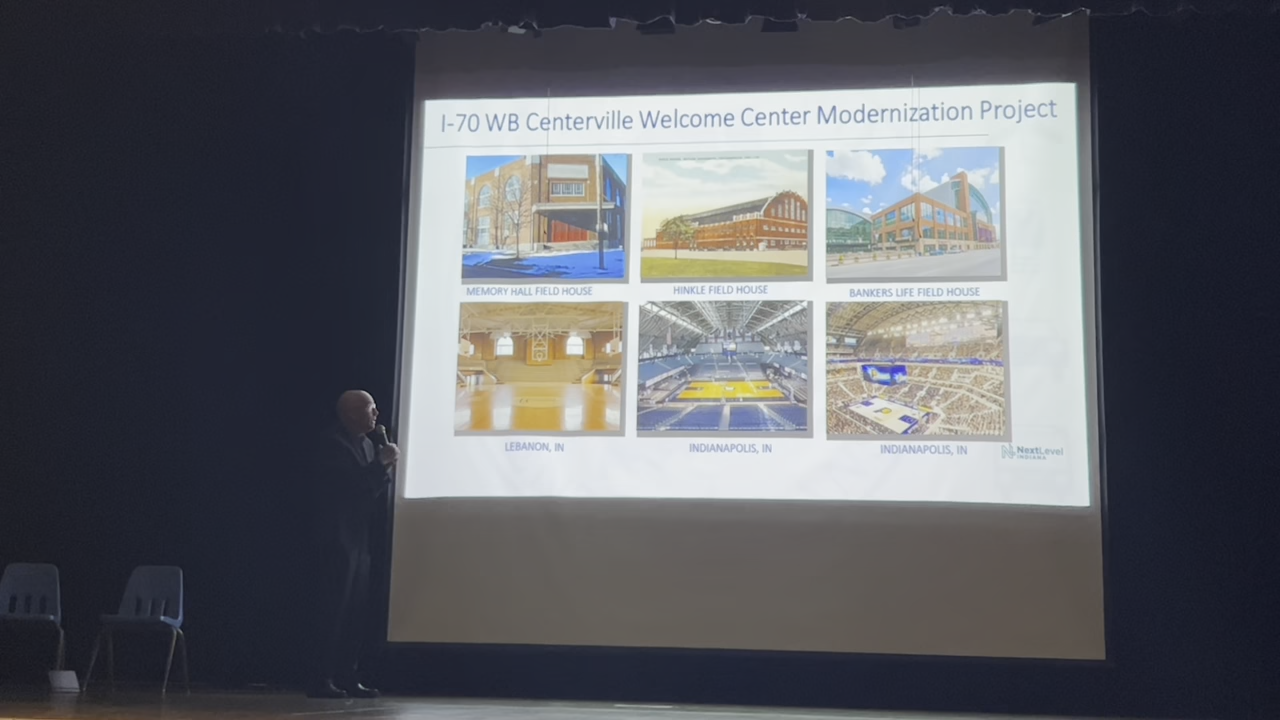 I-70 WB Centerville Welcome Center Modernization Project
MEMORY HALL FIELD HOUSE
HINKLE FIELD HOUSE
BANKERS LIFE FIELD HOUSE
LEBANON, IN
INDIANAPOLIS, IN
INDIANAPOLIS, IN
NextLevel
INDIANA